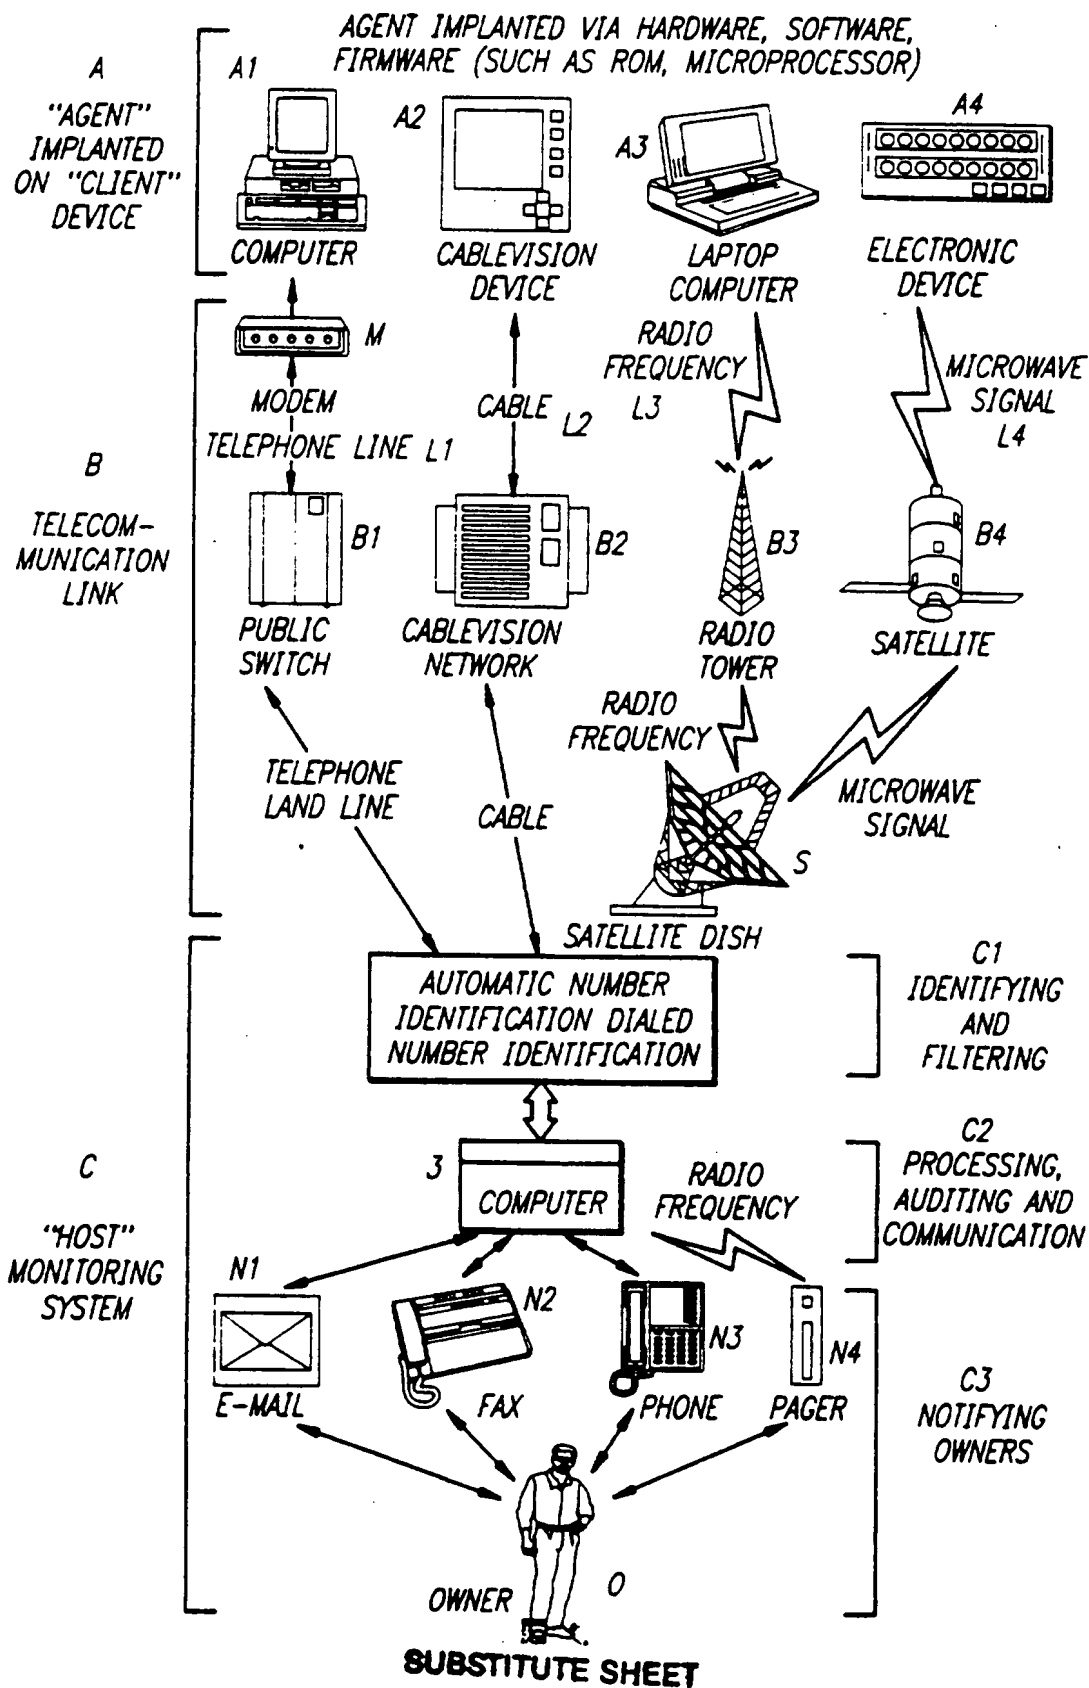 AGENT IMPLANTED VIA HARDWARE, SOFTWARE,
FIRMWARE (SUCH AS ROM, MICROPROCESSOR)
A
"AGENT"
IMPLANTED
ON "CLIENT"
DEVICE
A1
COMPUTER
A2
CABLEVISION
DEVICE
A3
LAPTOP
COMPUTER
A4
ELECTRONIC
DEVICE
B
TELECOM-
MUNICATION
LINK
M
MODEM
TELEPHONE LINE L1
CABLE L2
RADIO
FREQUENCY
L3
MICROWAVE
SIGNAL
L4
B1
PUBLIC
SWITCH
B2
CABLEVISION
NETWORK
B3
RADIO
TOWER
B4
SATELLITE
TELEPHONE
LAND LINE
CABLE
RADIO
FREQUENCY
MICROWAVE
SIGNAL
S
SATELLITE DISH
C
"HOST"
MONITORING
SYSTEM
AUTOMATIC NUMBER
IDENTIFICATION DIALED
NUMBER IDENTIFICATION
C1
IDENTIFYING
AND
FILTERING
3
COMPUTER
RADIO
FREQUENCY
C2
PROCESSING,
AUDITING AND
COMMUNICATION
N1
E-MAIL
N2
FAX
N3
PHONE
N4
PAGER
C3
NOTIFYING
OWNERS
OWNER
O
SUBSTITUTE SHEET